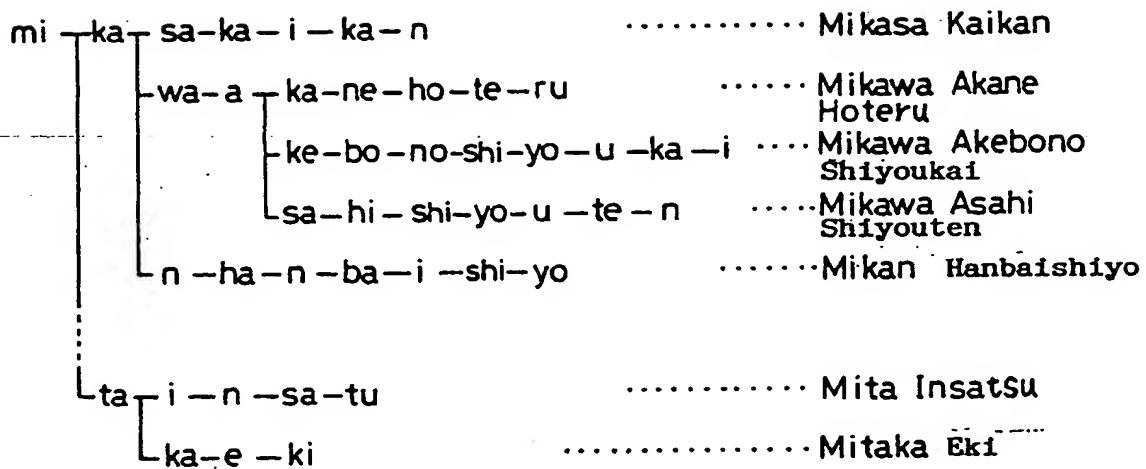 mi ka sa-ka-i-ka-n ............ Mikasa Kaikan
wa-a ka-ne-ho-te-ru ...... Mikawa Akane
Hoteru
ke-bo-no-shi-yo-u-ka-i .... Mikawa Akebono
Shiyoukai
sa-hi-shi-yo-u-te-n ..... Mikawa Asahi
Shiyouten
n-ha-n-ba-i-shi-yo ....... Mikan Hanbaishiyo
ta i-n-sa-tu ............ Mita Insatsu
ka-e-ki ............... Mitaka Eki